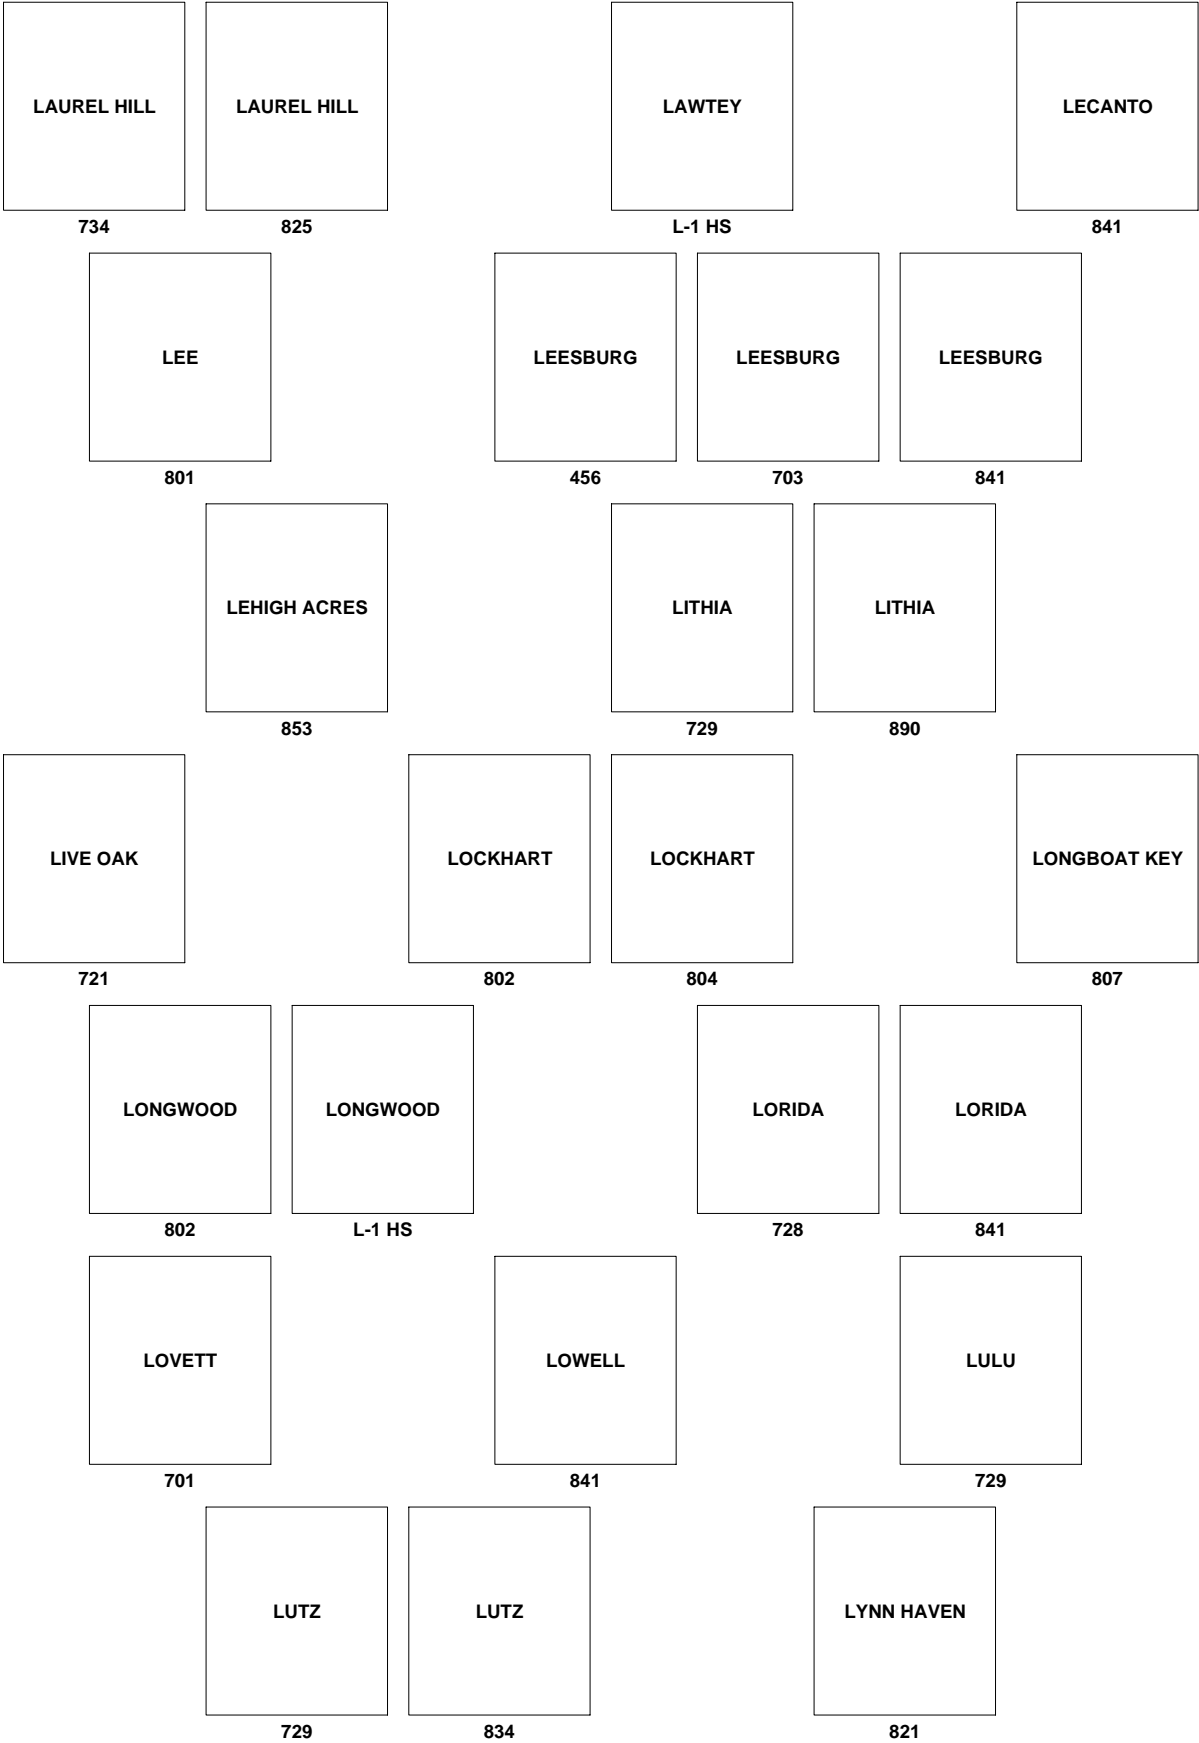 LAUREL HILL LAUREL HILL LAWTEY LECANTO
734 825 L-1 HS 841
LEE LEESBURG LEESBURG LEESBURG
801 456 703 841
LEHIGH ACRES LITHIA LITHIA
853 729 890
LIVE OAK LOCKHART LOCKHART LONGBOAT KEY
721 802 804 807
LONGWOOD LONGWOOD LORIDA LORIDA
802 L-1 HS 728 841
LOVETT LOWELL LULU
701 841 729
LUTZ LUTZ LYNN HAVEN
729 834 821